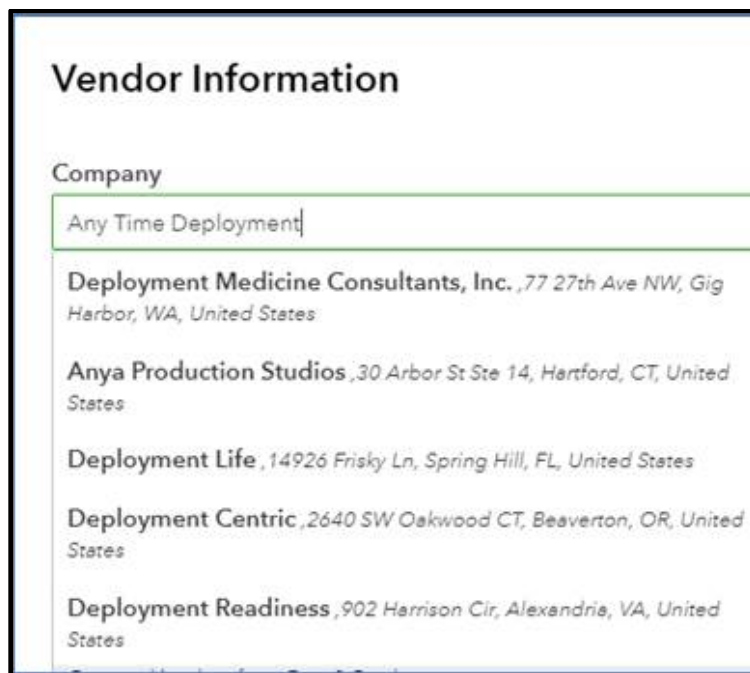 Vendor Information
Company
Any Time Deployment
Deployment Medicine Consultants, Inc. ,77 27th Ave NW, Gig
Harbor, WA, United States
Anya Production Studios ,30 Arbor St Ste 14, Hartford, CT, United
States
Deployment Life ,14926 Frisky Ln, Spring Hill, FL, United States
Deployment Centric ,2640 SW Oakwood CT, Beaverton, OR, United
States
Deployment Readiness ,902 Harrison Cir, Alexandria, VA, United
States